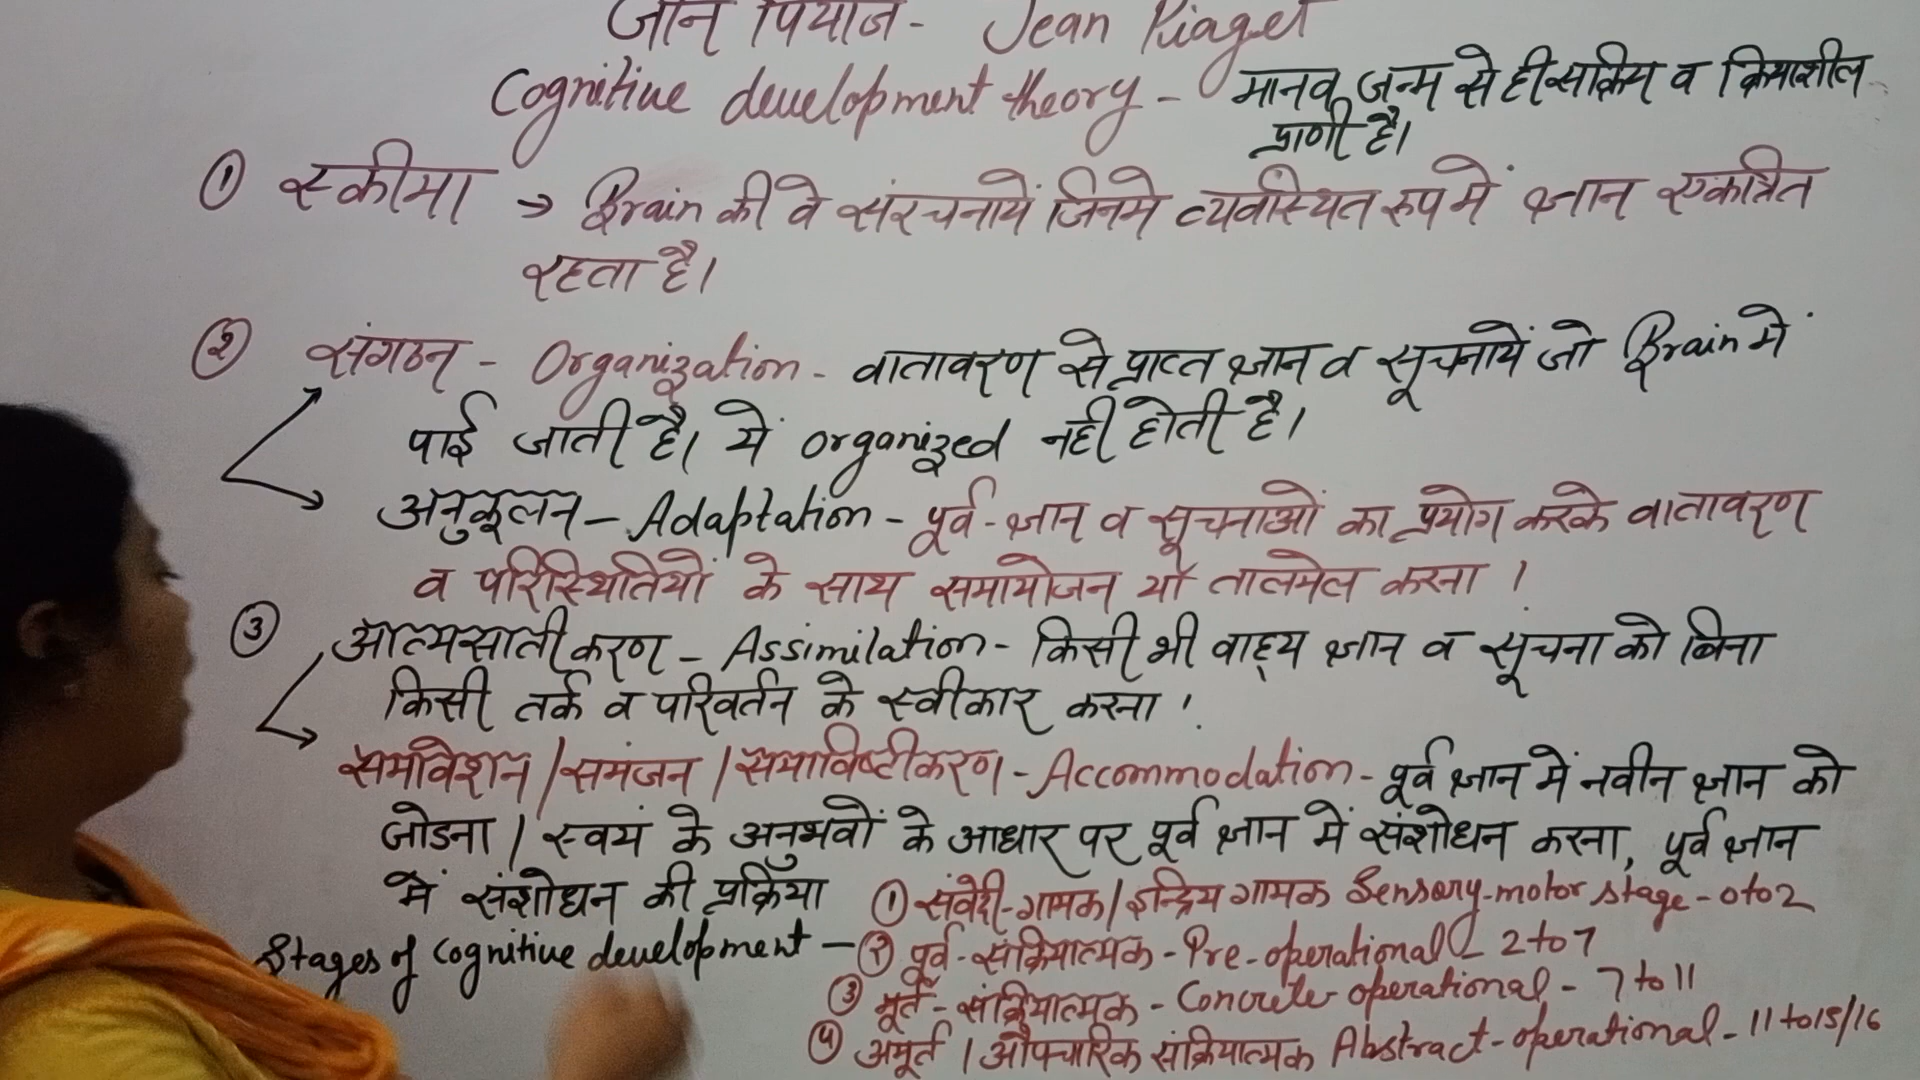 जॉन पियाजे - Jean Piaget
Cognitive development theory - मानव जन्म से ही सक्रिय व क्रियाशील
प्राणी है।
① स्कीमा → Brain की वे संरचनायें जिनमे व्यवस्थित रूप में ज्ञान एकत्रित
रहता है।
② संगठन - Organization - वातावरण से प्राप्त ज्ञान व सूचनायें जो Brain में
पाई जाती है। ये organized नही होती है।
अनुकूलन - Adaptation - पूर्व-ज्ञान व सूचनाओं का प्रयोग करके वातावरण
व परिस्थितियों के साथ समायोजन या तालमेल करना।
③ आत्मसातीकरण - Assimilation - किसी भी वाह्य ज्ञान व सूचना को बिना
किसी तर्क व परिवर्तन के स्वीकार करना।
समावेशन / समंजन / समाविष्टीकरण - Accommodation - पूर्व ज्ञान में नवीन ज्ञान को
जोडना / स्वयं के अनुभवों के आधार पर पूर्व ज्ञान में संशोधन करना, पूर्व ज्ञान
में संशोधन की प्रक्रिया
① संवेदी-गामक / इन्द्रिय गामक Sensory-motor stage - 0 to 2
Stages of cognitive development - ② पूर्व-संक्रियात्मक - Pre-operational - 2 to 7
③ मूर्त-संक्रियात्मक - Concrete operational - 7 to 11
④ अमूर्त / औपचारिक संक्रियात्मक Abstract-operational - 11 to 15/16